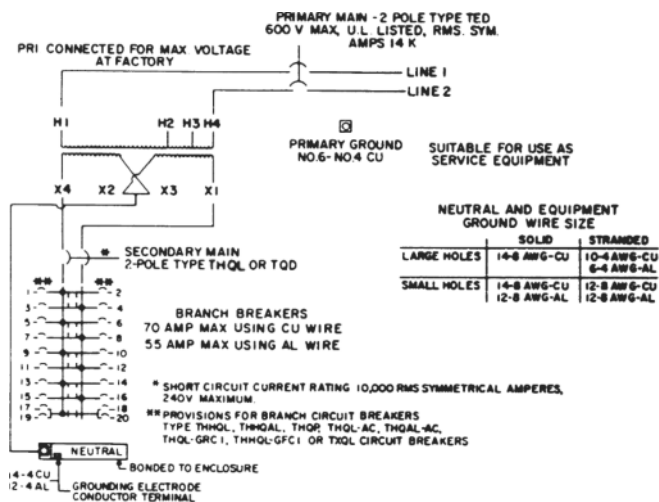 PRIMARY MAIN - 2 POLE TYPE TED
600 V MAX, U.L. LISTED, RMS. SYM.
AMPS 14 K
PRI CONNECTED FOR MAX. VOLTAGE
AT FACTORY
LINE 1
LINE 2
H1 H2 H3 H4
PRIMARY GROUND
NO.6-NO.4 CU
SUITABLE FOR USE AS
SERVICE EQUIPMENT
X4 X2 X3 X1
NEUTRAL AND EQUIPMENT
GROUND WIRE SIZE
SOLID STRANDED
LARGE HOLES 14-8 AWG-CU 10-4 AWG-CU
6-4 AWG-AL
SMALL HOLES 14-8 AWG-CU 12-8 AWG-CU
12-8 AWG-AL 12-8 AWG-AL
* SECONDARY MAIN
2-POLE TYPE THQL OR TQD
** **
1 2
3 4
5 6
7 8
9 10
11 12
13 14
15 16
17 18
19 20
BRANCH BREAKERS
70 AMP MAX USING CU WIRE
55 AMP MAX USING AL WIRE
* SHORT CIRCUIT CURRENT RATING 10,000 RMS SYMMETRICAL AMPERES,
240V MAXIMUM.
** PROVISIONS FOR BRANCH CIRCUIT BREAKERS
TYPE THHQL, THHQAL, THQP, THQL-AC, THQAL-AC,
THQL-GRC1, THHQL-GFC1 OR TXQL CIRCUIT BREAKERS
NEUTRAL
BONDED TO ENCLOSURE
14-4 CU
12-4 AL
GROUNDING ELECTRODE
CONDUCTOR TERMINAL